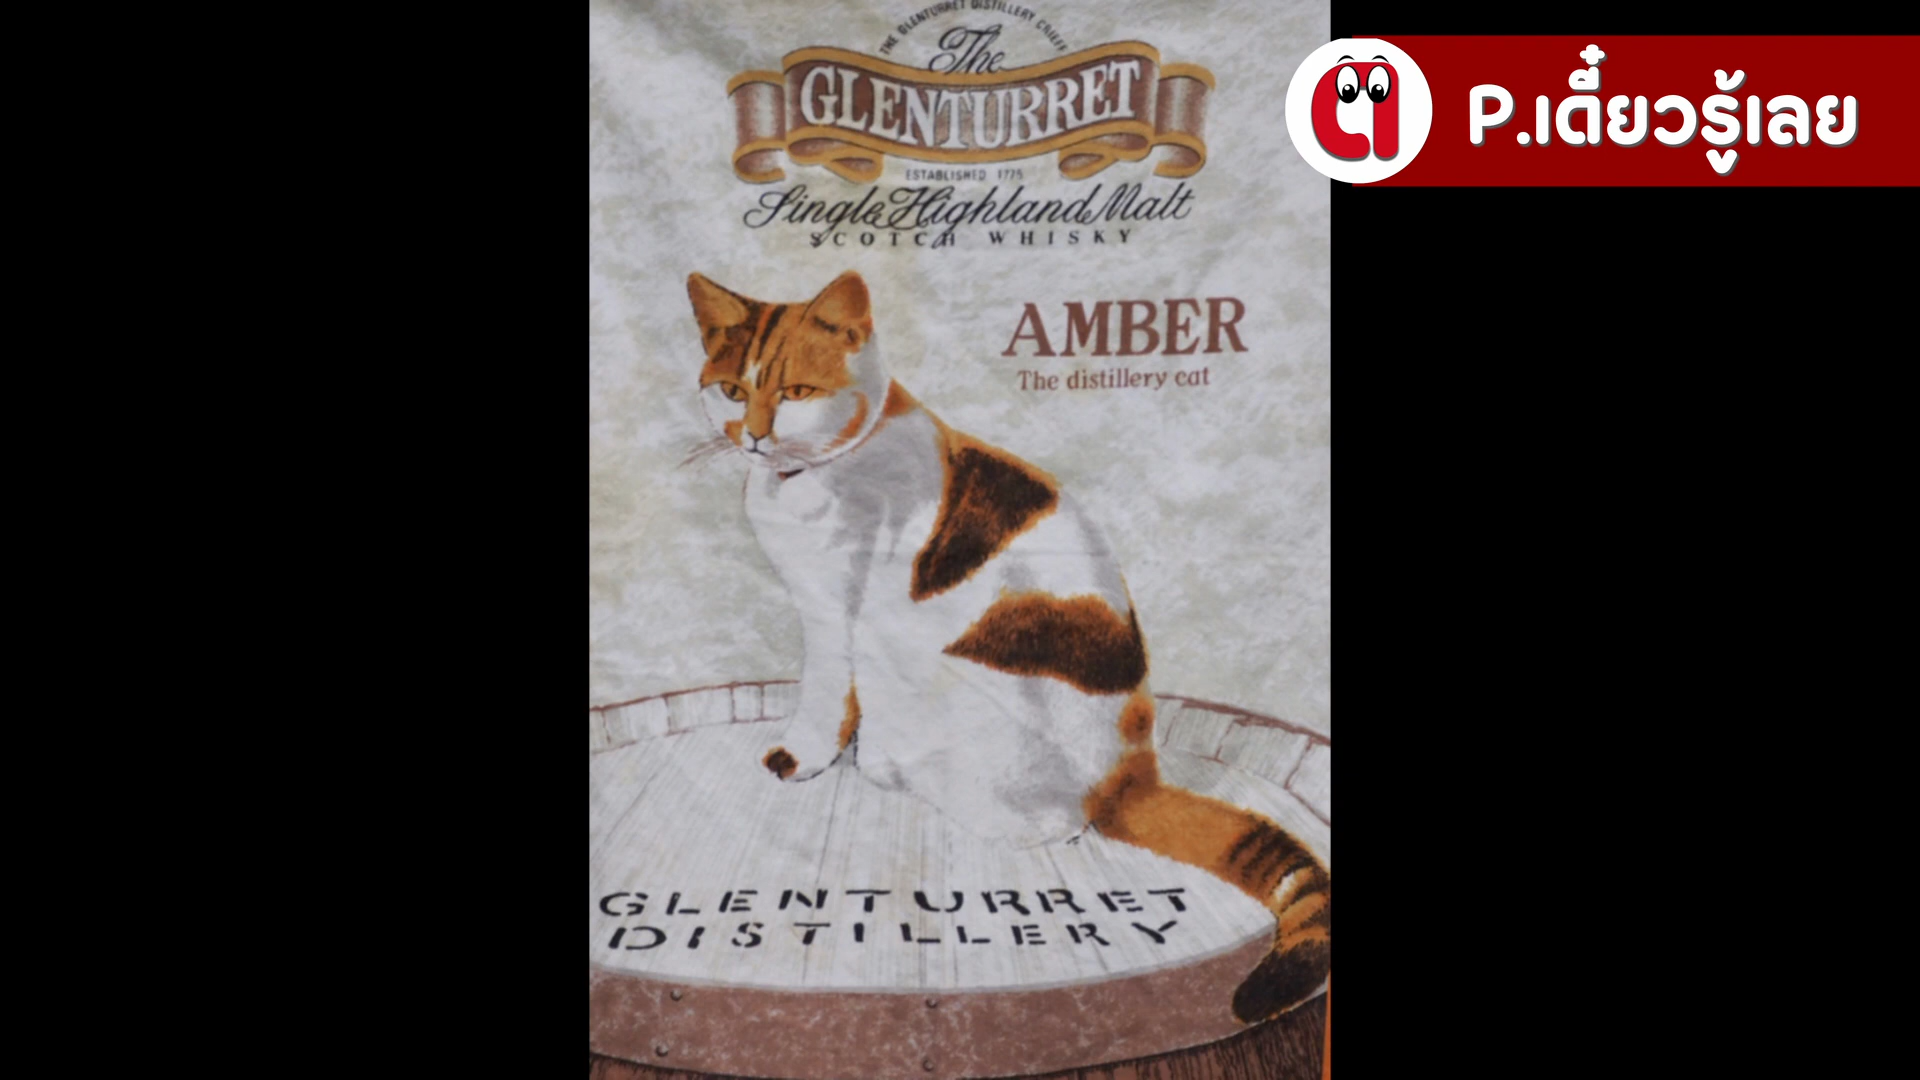 THE GLENTURRET DISTILLERY CRIEFF
The
GLENTURRET
ESTABLISHED 1775
Single Highland Malt
SCOTCH WHISKY
AMBER
The distillery cat
GLENTURRET
DISTILLERY
P.เดี๋ยวรู้เลย